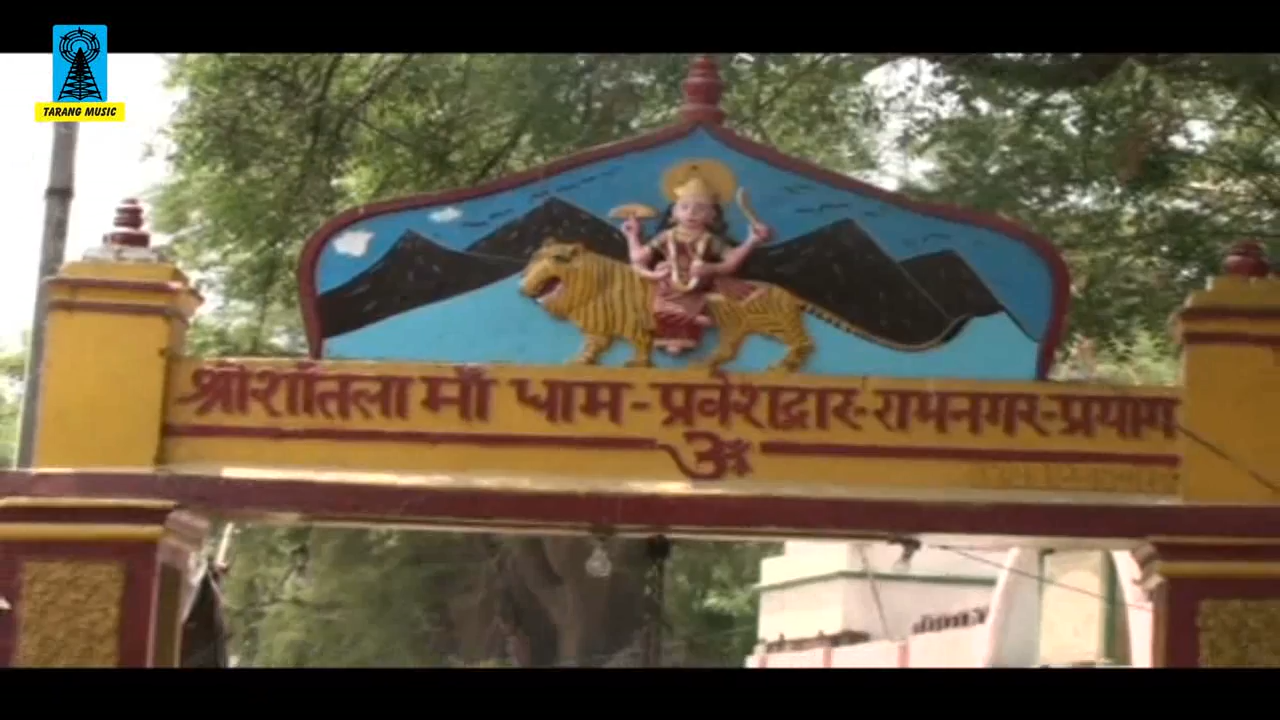 TARANG MUSIC
श्री शीतला माँ धाम - प्रवेशद्वार - रामनगर - प्रयाग
ॐ